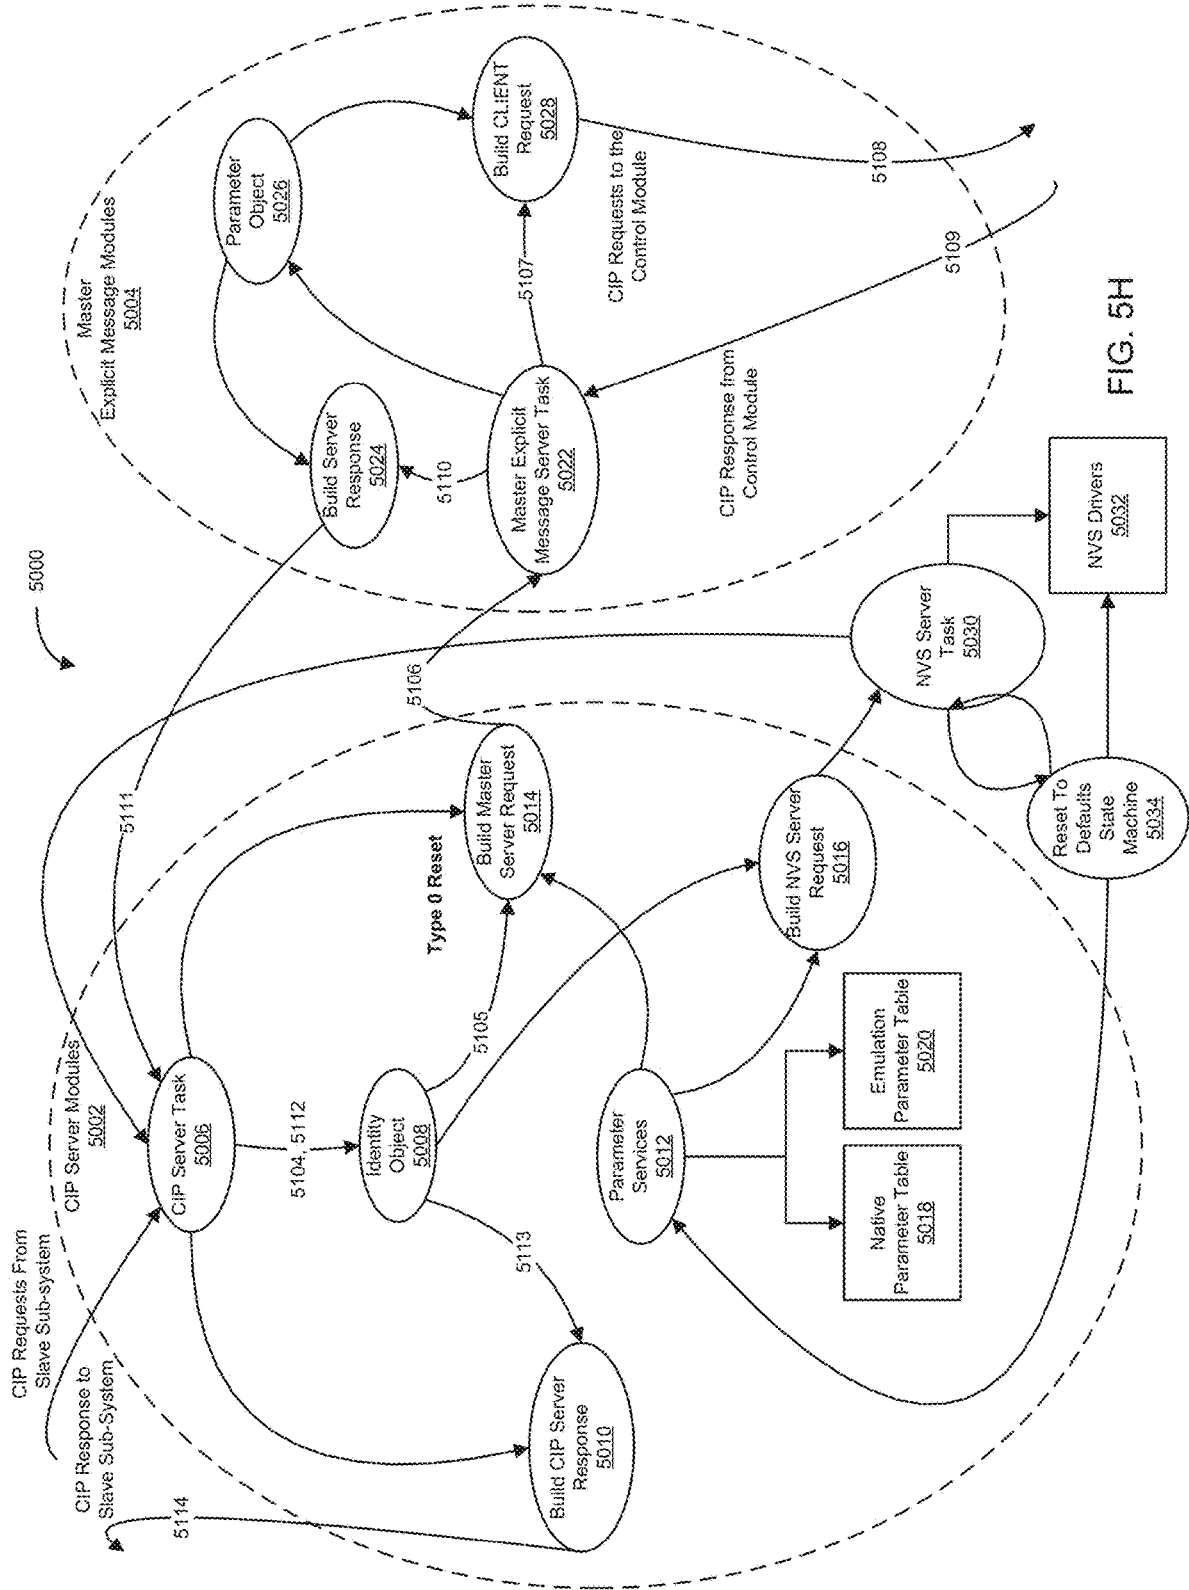 5000
CIP Requests From
Slave Sub-system
CIP Response to
Slave Sub-System
5114
CIP Server Modules
5002
CIP Server Task
5006
5111
5104, 5112
Identity
Object
5008
5113
5105
Type 0 Reset
Build Master
Server Request
5014
5106
Build CIP Server
Response
5010
Parameter
Services
5012
Build NVS Server
Request
5016
Native
Parameter Table
5018
Emulation
Parameter Table
5020
Master
Explicit Message Modules
5004
Parameter
Object
5026
Build Server
Response
5024
Build CLIENT
Request
5028
5110
5107
Master Explicit
Message Server Task
5022
CIP Requests to the
Control Module
5108
CIP Response from
Control Module
5109
NVS Server
Task
5030
NVS Drivers
5032
Reset To
Defaults
State
Machine
5034
FIG. 5H